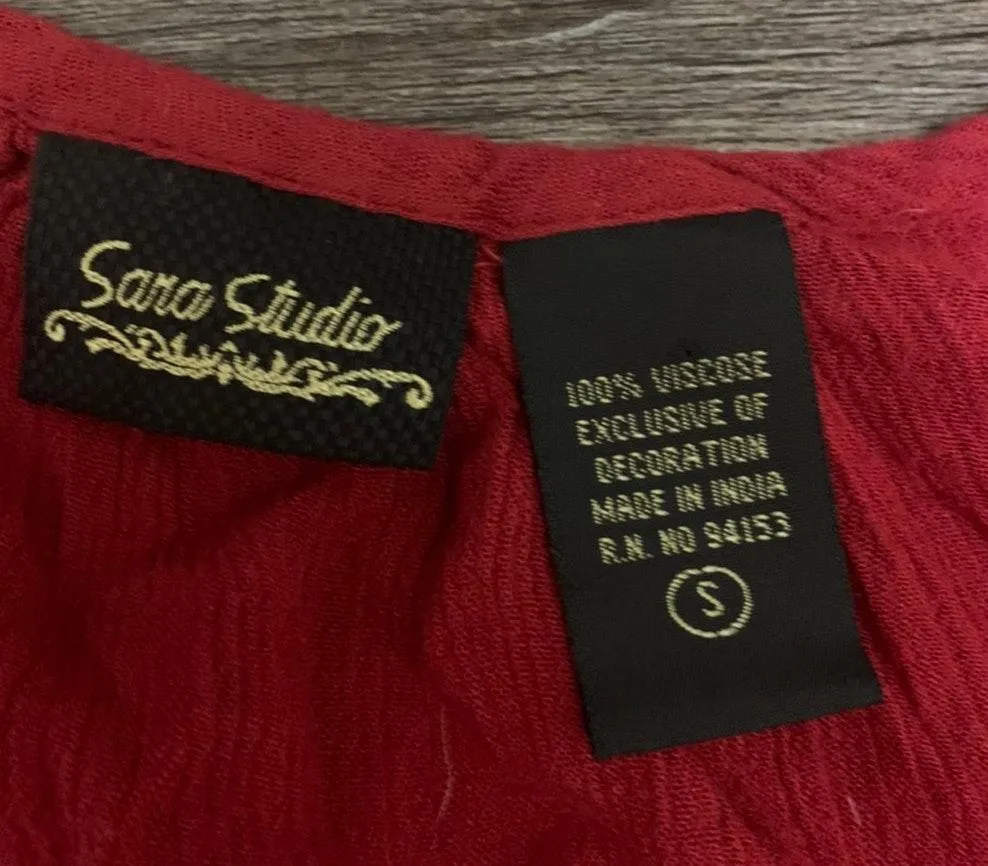 Sara Studio
100% VISCOSE
EXCLUSIVE OF
DECORATION
MADE IN INDIA
R.N. NO 94153
S